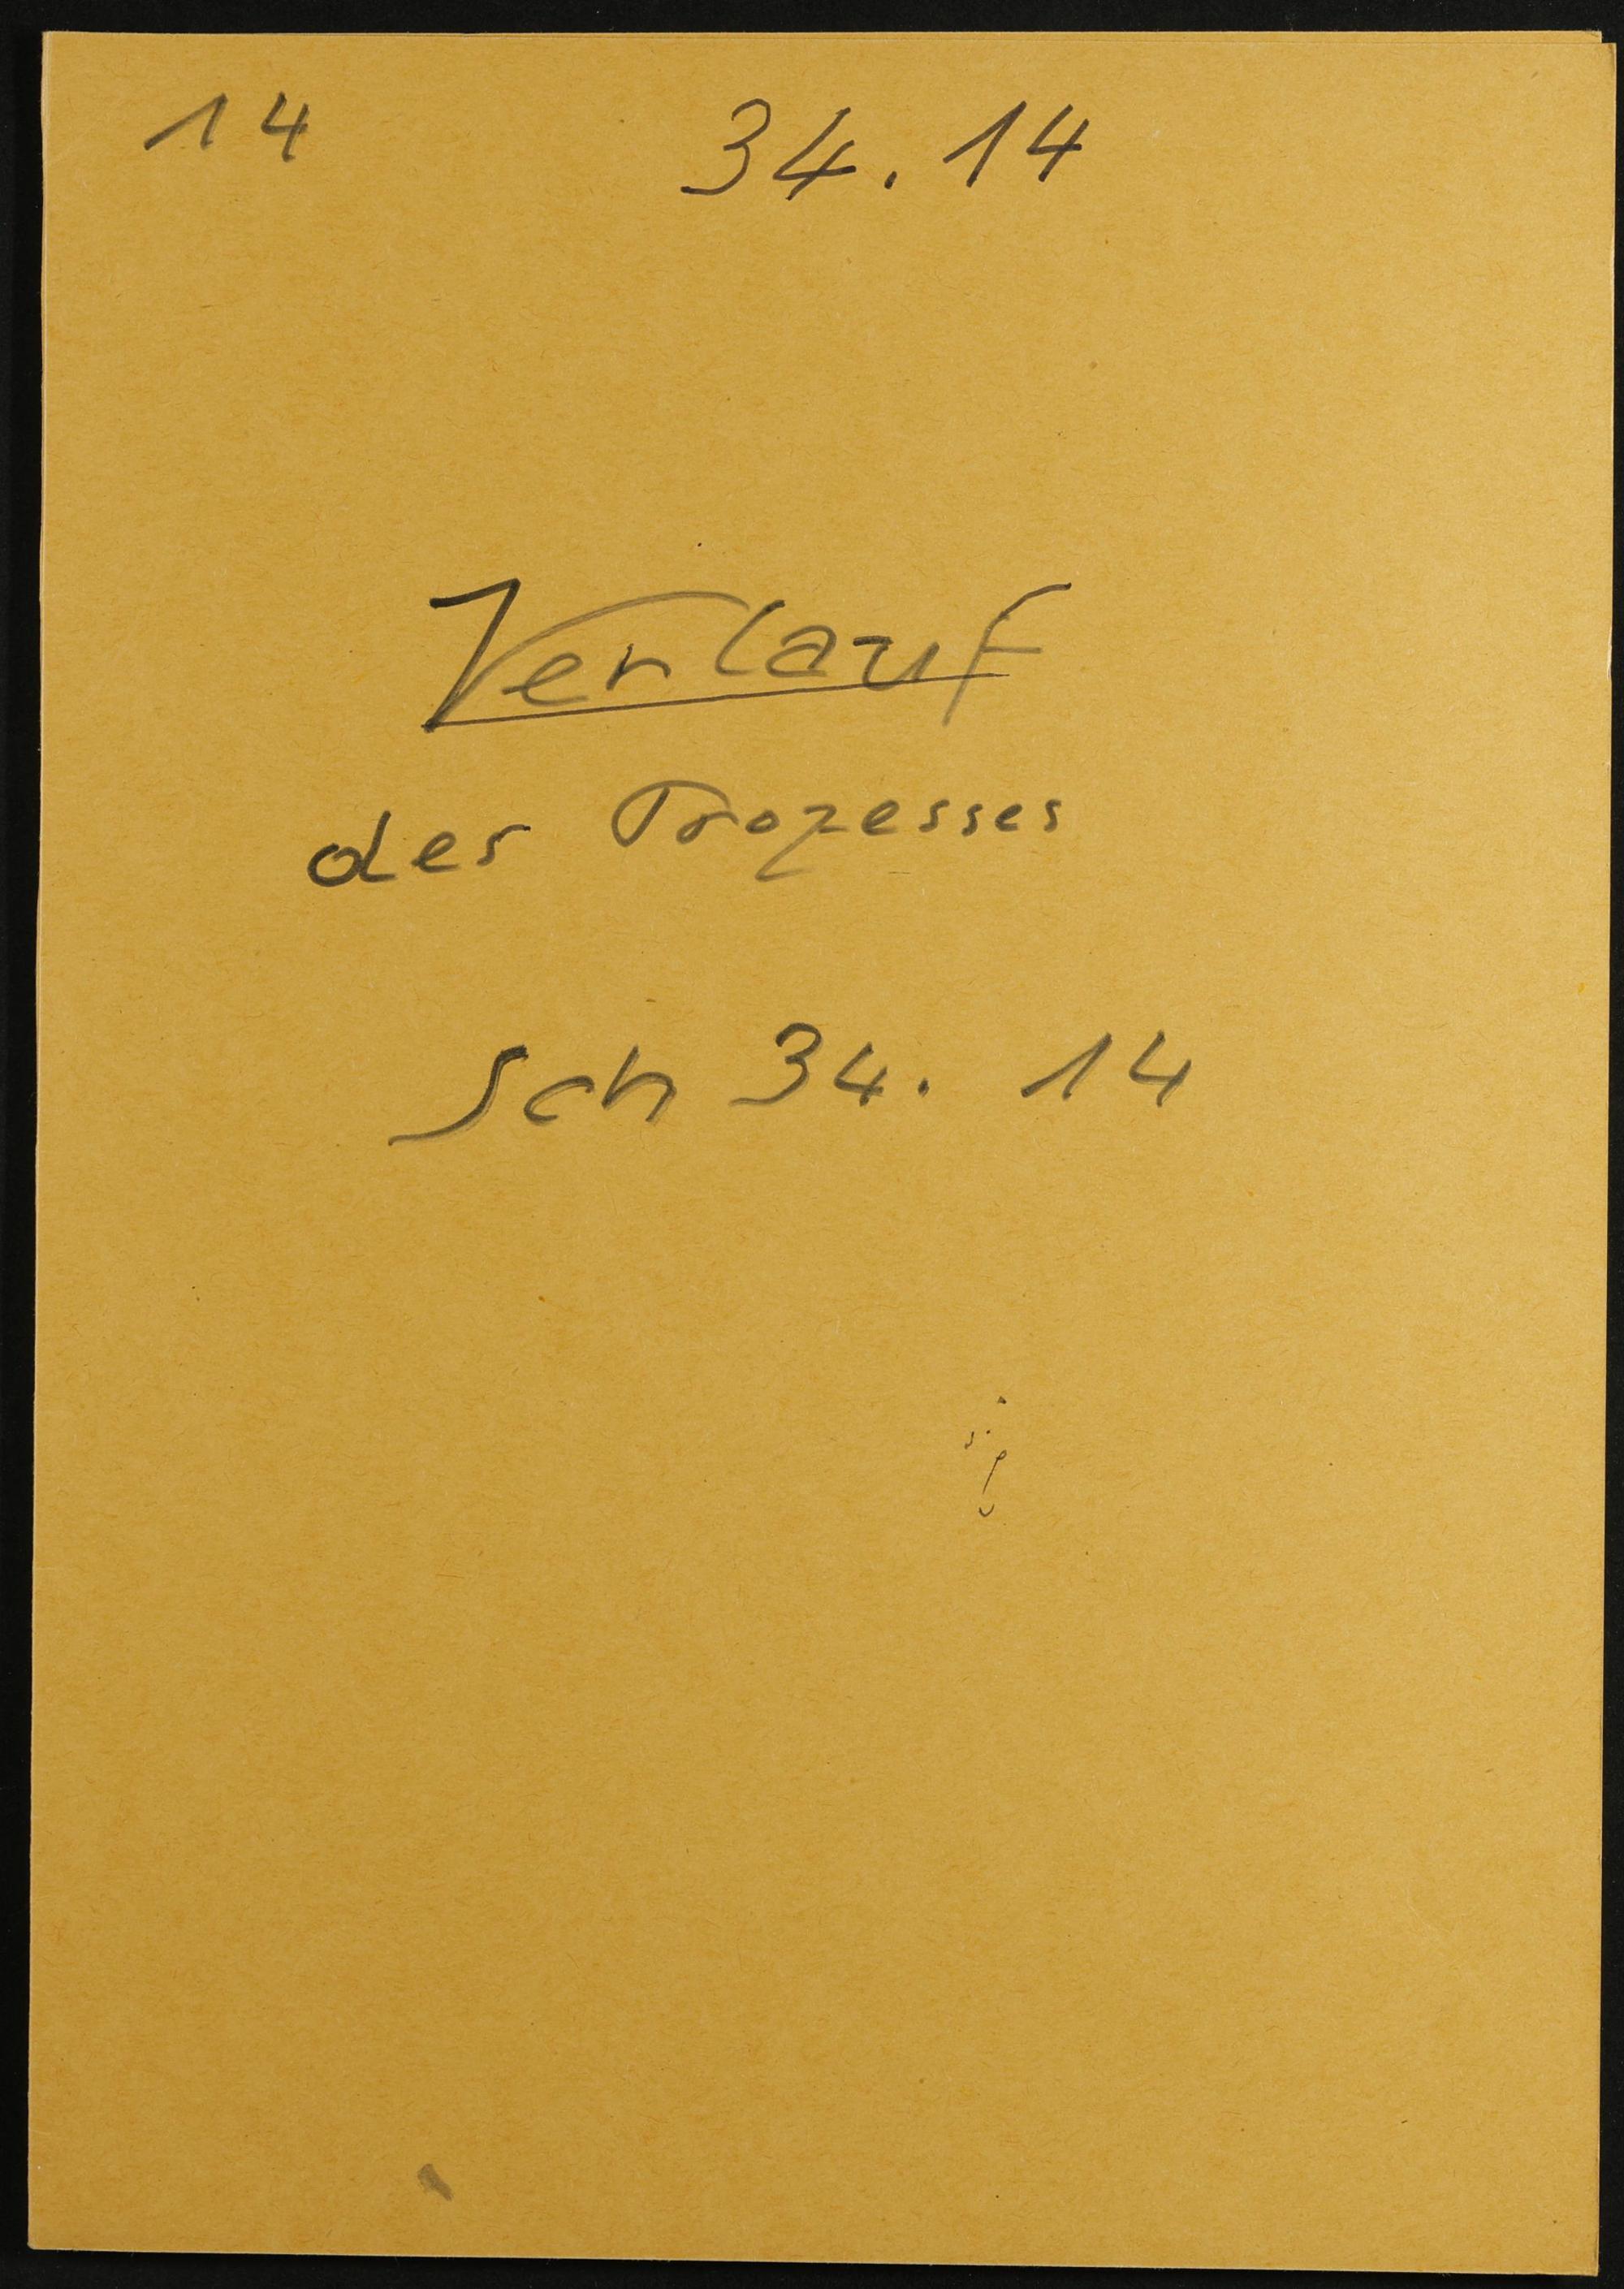 14 34.14
Verlauf
des Prozesses
Sch 34. 14